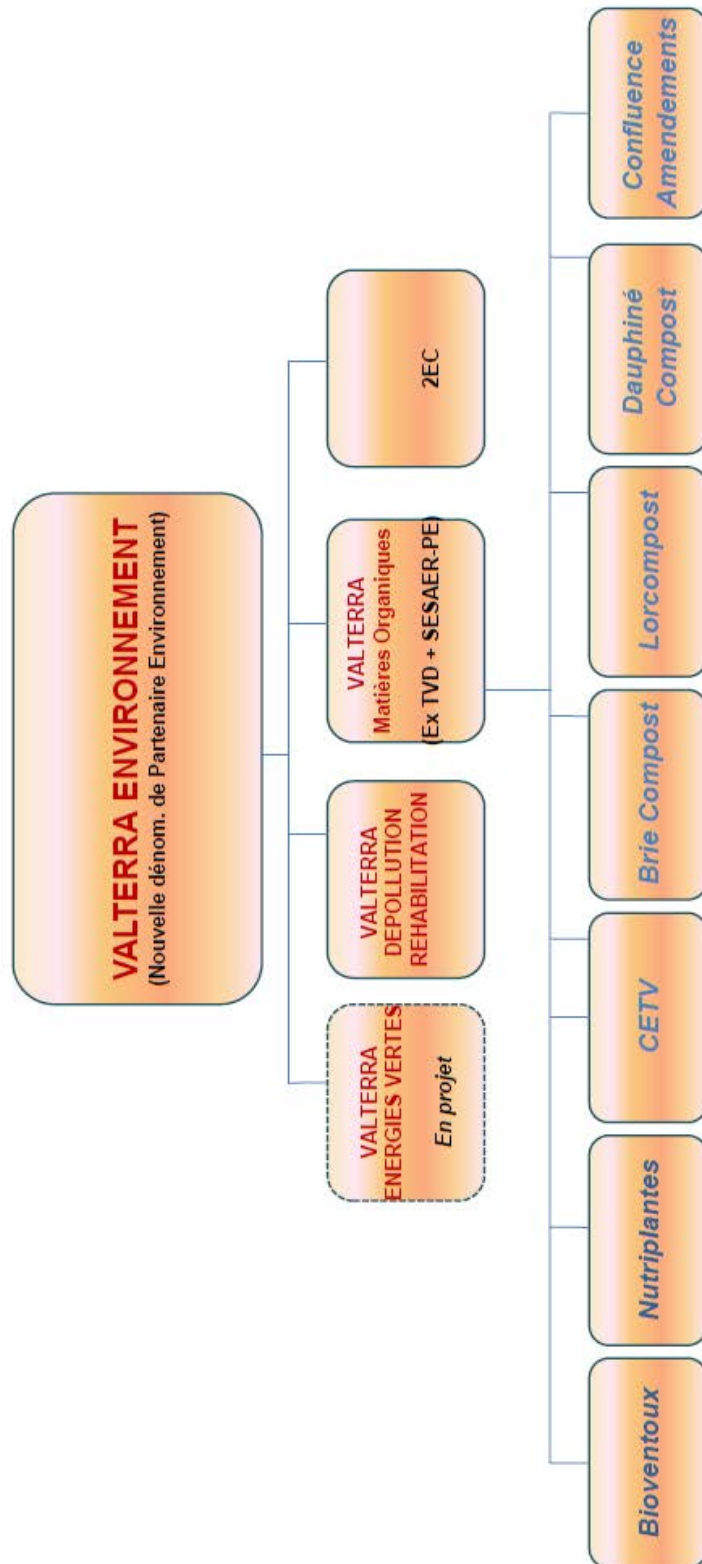 VALTERRA ENVIRONNEMENT
(Nouvelle dénom. de Partenaire Environnement)
VALTERRA
ENERGIES VERTES
En projet
VALTERRA
DEPOLLUTION
REHABILITATION
VALTERRA
Matières Organiques
(Ex TVD + SESAER-PE)
2EC
Bioventoux
Nutriplantes
CETV
Brie Compost
Lorcompost
Dauphiné
Compost
Confluence
Amendements